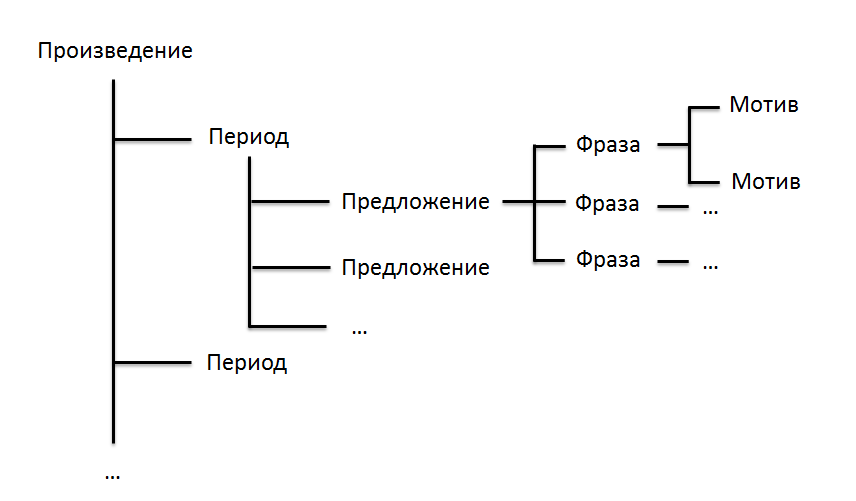 Произведение
Период
Предложение
Фраза
Мотив
Мотив
Фраза
...
Фраза
...
Предложение
...
Период
...